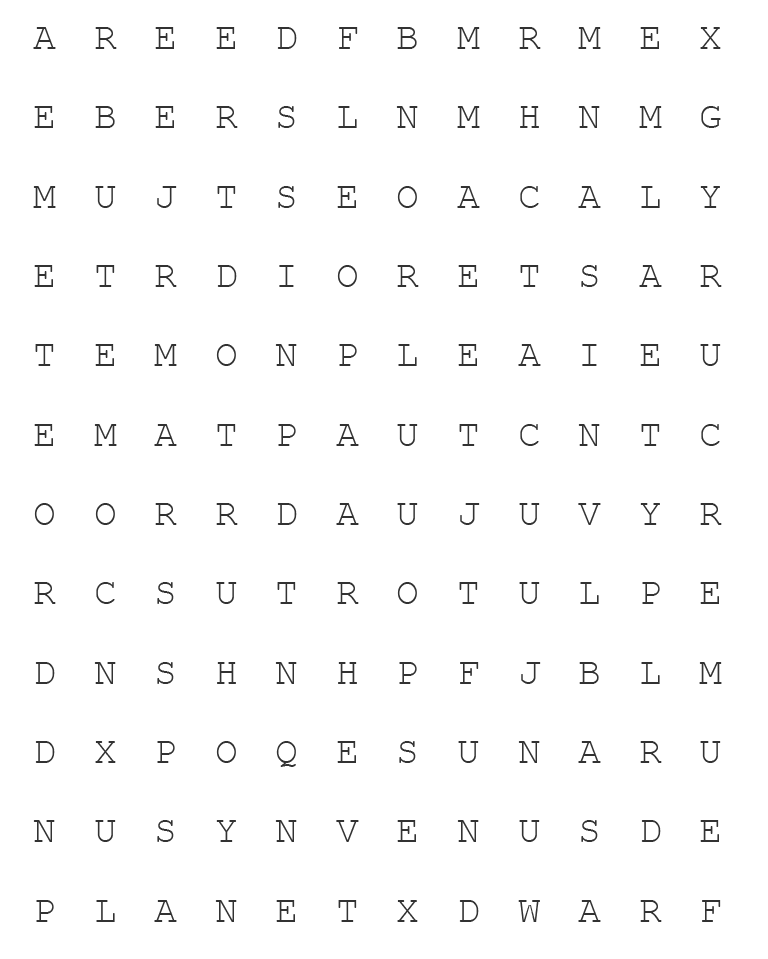 A R E E D F B M R M E X
E B E R S L N M H N M G
M U J T S E O A C A L Y
E T R D I O R E T S A R
T E M O N P L E A I E U
E M A T P A U T C N T C
O O R R D A U J U V Y R
R C S U T R O T U L P E
D N S H N H P F J B L M
D X P O Q E S U N A R U
N U S Y N V E N U S D E
P L A N E T X D W A R F